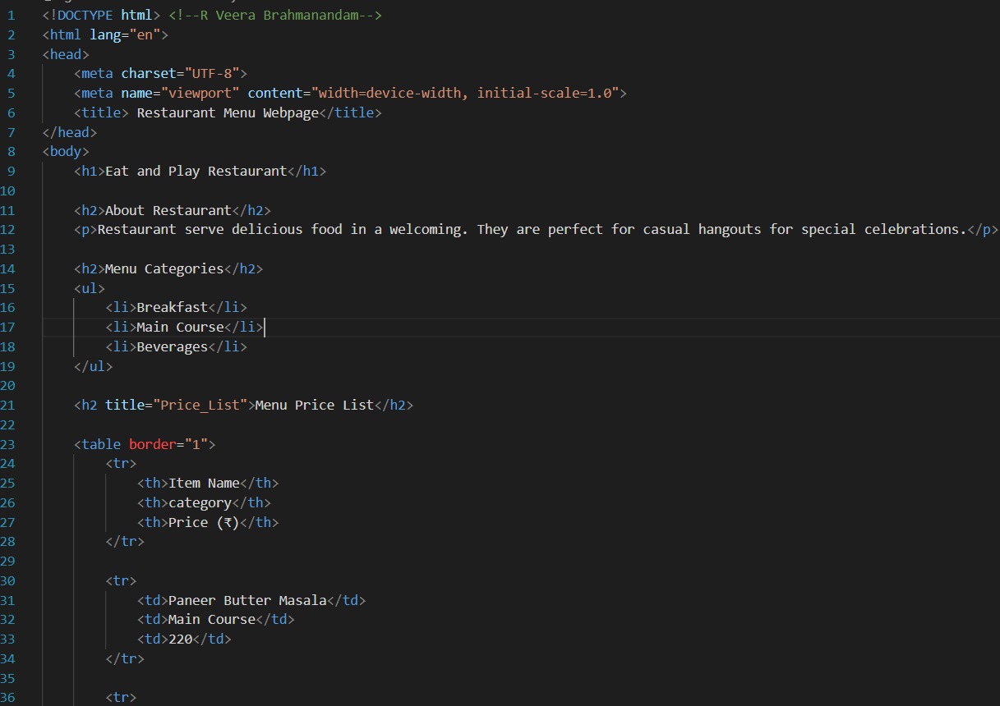 1 <!DOCTYPE html> <!--R Veera Brahmanandam-->
2 <html lang="en">
3 <head>
4 <meta charset="UTF-8">
5 <meta name="viewport" content="width=device-width, initial-scale=1.0">
6 <title> Restaurant Menu Webpage</title>
7 </head>
8 <body>
9 <h1>Eat and Play Restaurant</h1>
10
11 <h2>About Restaurant</h2>
12 <p>Restaurant serve delicious food in a welcoming. They are perfect for casual hangouts for special celebrations.</p>
13
14 <h2>Menu Categories</h2>
15 <ul>
16 <li>Breakfast</li>
17 <li>Main Course</li>
18 <li>Beverages</li>
19 </ul>
20
21 <h2 title="Price_List">Menu Price List</h2>
22
23 <table border="1">
24 <tr>
25 <th>Item Name</th>
26 <th>category</th>
27 <th>Price (₹)</th>
28 </tr>
29
30 <tr>
31 <td>Paneer Butter Masala</td>
32 <td>Main Course</td>
33 <td>220</td>
34 </tr>
35
36 <tr>